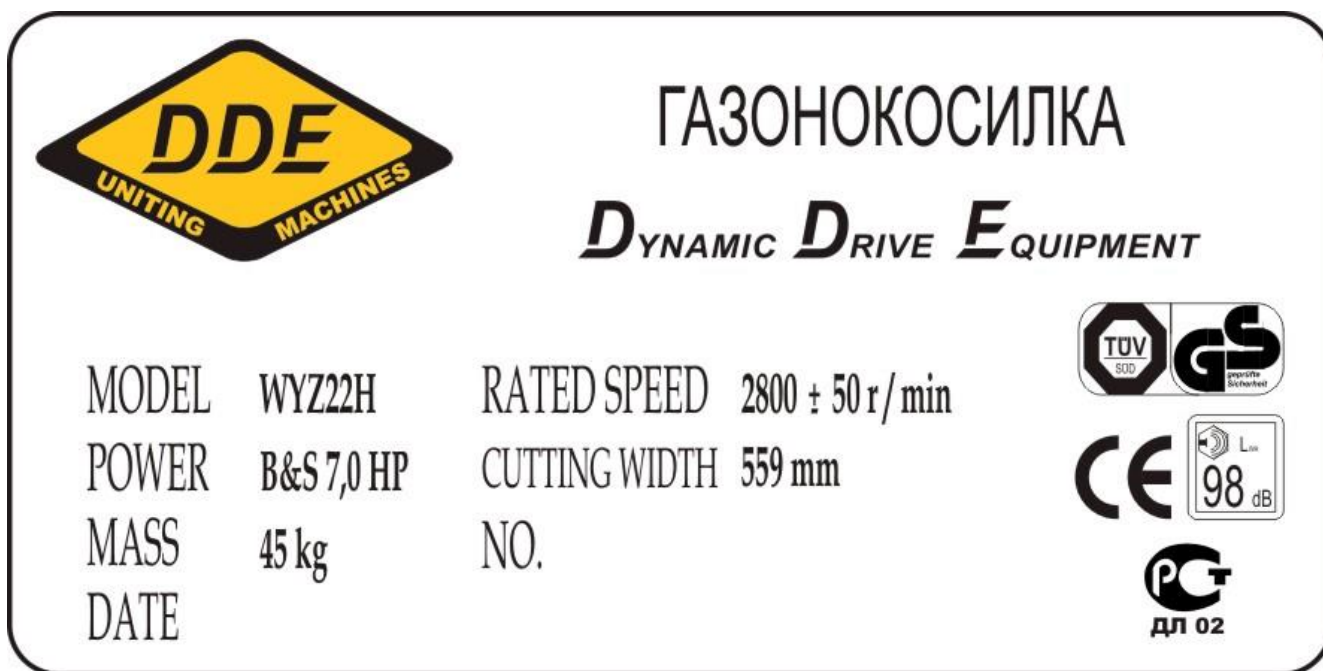 DDE
UNITING MACHINES
ГАЗОНОКОСИЛКА
DYNAMIC DRIVE EQUIPMENT
MODEL WYZ22H RATED SPEED 2800 ± 50 r/min
POWER B&S 7,0 HP CUTTING WIDTH 559 mm
MASS 45 kg NO.
DATE
TÜV
SÜD
GS
geprüfte
Sicherheit
CE
98 dB
РСТ
ДЛ 02